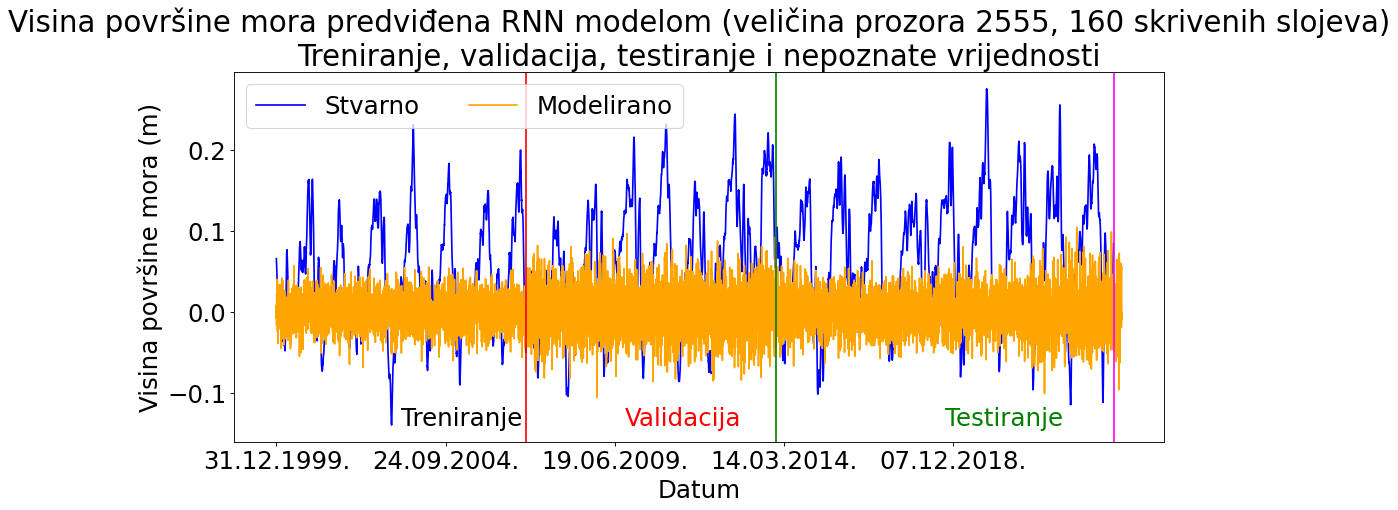 Visina površine mora predviđena RNN modelom (veličina prozora 2555, 160 skrivenih slojeva)
Treniranje, validacija, testiranje i nepoznate vrijednosti
Stvarno Modelirano
Visina površine mora (m)
0.2
0.1
0.0
−0.1
Treniranje Validacija Testiranje
31.12.1999. 24.09.2004. 19.06.2009. 14.03.2014. 07.12.2018.
Datum